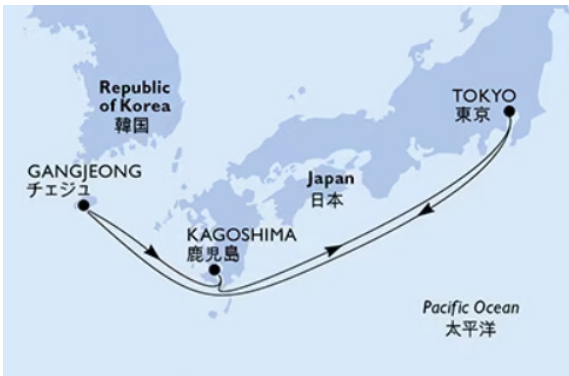 Republic
of Korea
韓国
TOKYO
東京
GANGJEONG
チェジュ
Japan
日本
KAGOSHIMA
鹿児島
Pacific Ocean
太平洋